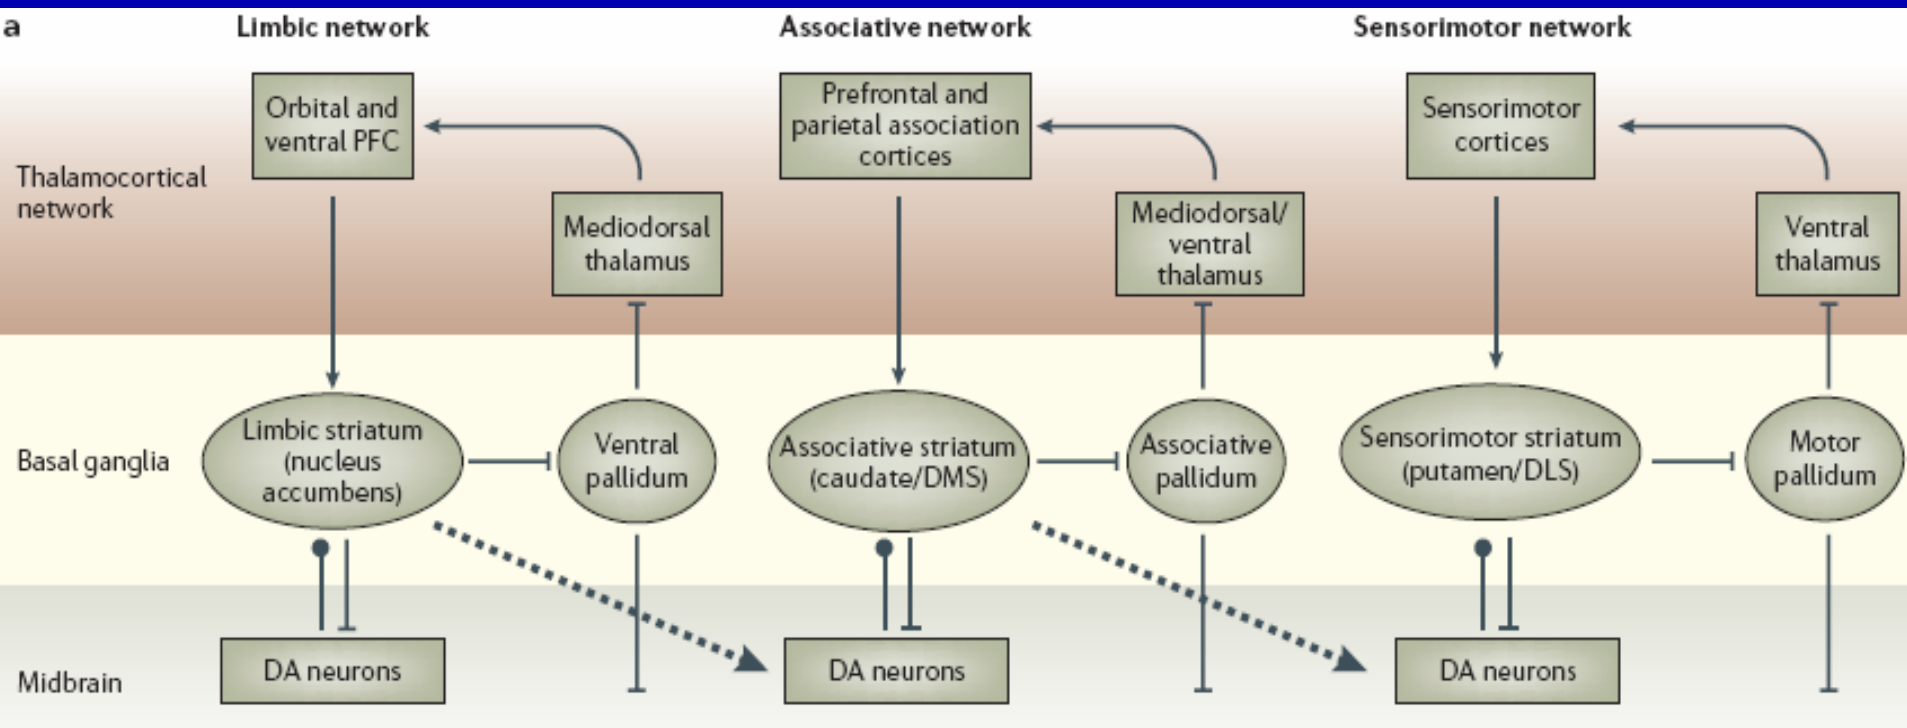 a
Limbic network
Associative network
Sensorimotor network
Thalamocortical
network
Orbital and
ventral PFC
Mediodorsal
thalamus
Prefrontal and
parietal association
cortices
Mediodorsal/
ventral
thalamus
Sensorimotor
cortices
Ventral
thalamus
Basal ganglia
Limbic striatum
(nucleus
accumbens)
Ventral
pallidum
Associative striatum
(caudate/DMS)
Associative
pallidum
Sensorimotor striatum
(putamen/DLS)
Motor
pallidum
Midbrain
DA neurons
DA neurons
DA neurons